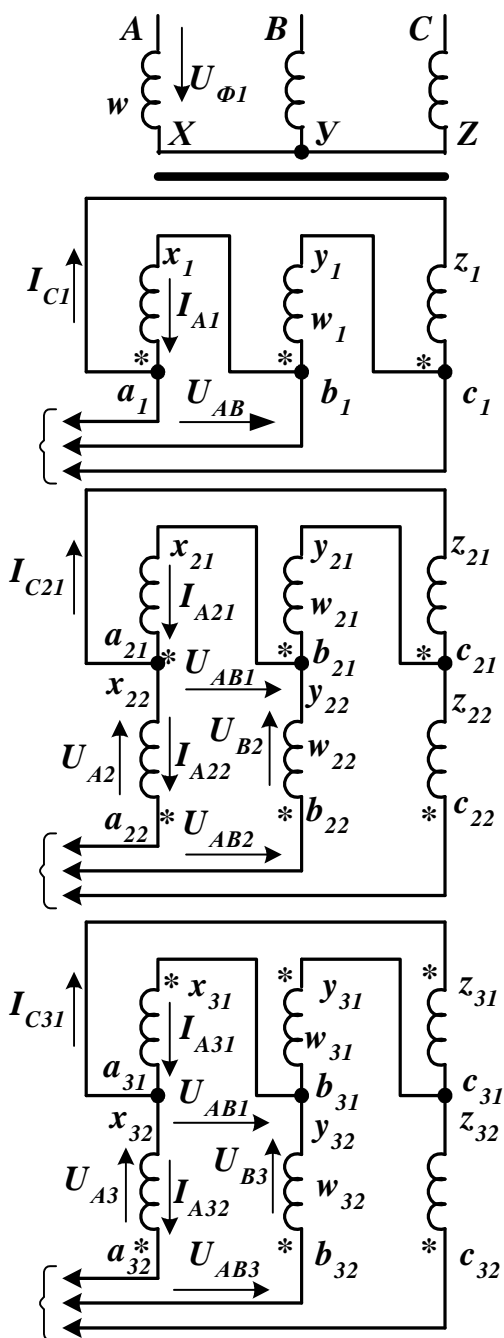 A B C
w U_Ф1
X У Z
x_1 y_1 z_1
I_C1 I_A1 w_1
* * *
a_1 U_AB b_1 c_1
x_21 y_21 z_21
I_C21 I_A21 w_21
a_21 * U_AB1 * b_21 * c_21
x_22 y_22 z_22
U_A2 I_A22 U_B2 w_22
a_22 * U_AB2 * b_22 * c_22
* x_31 * y_31 * z_31
I_C31 I_A31 w_31
a_31 U_AB1 b_31 c_31
x_32 y_32 z_32
U_A3 I_A32 U_B3 w_32
a_32 * U_AB3 * b_32 * c_32